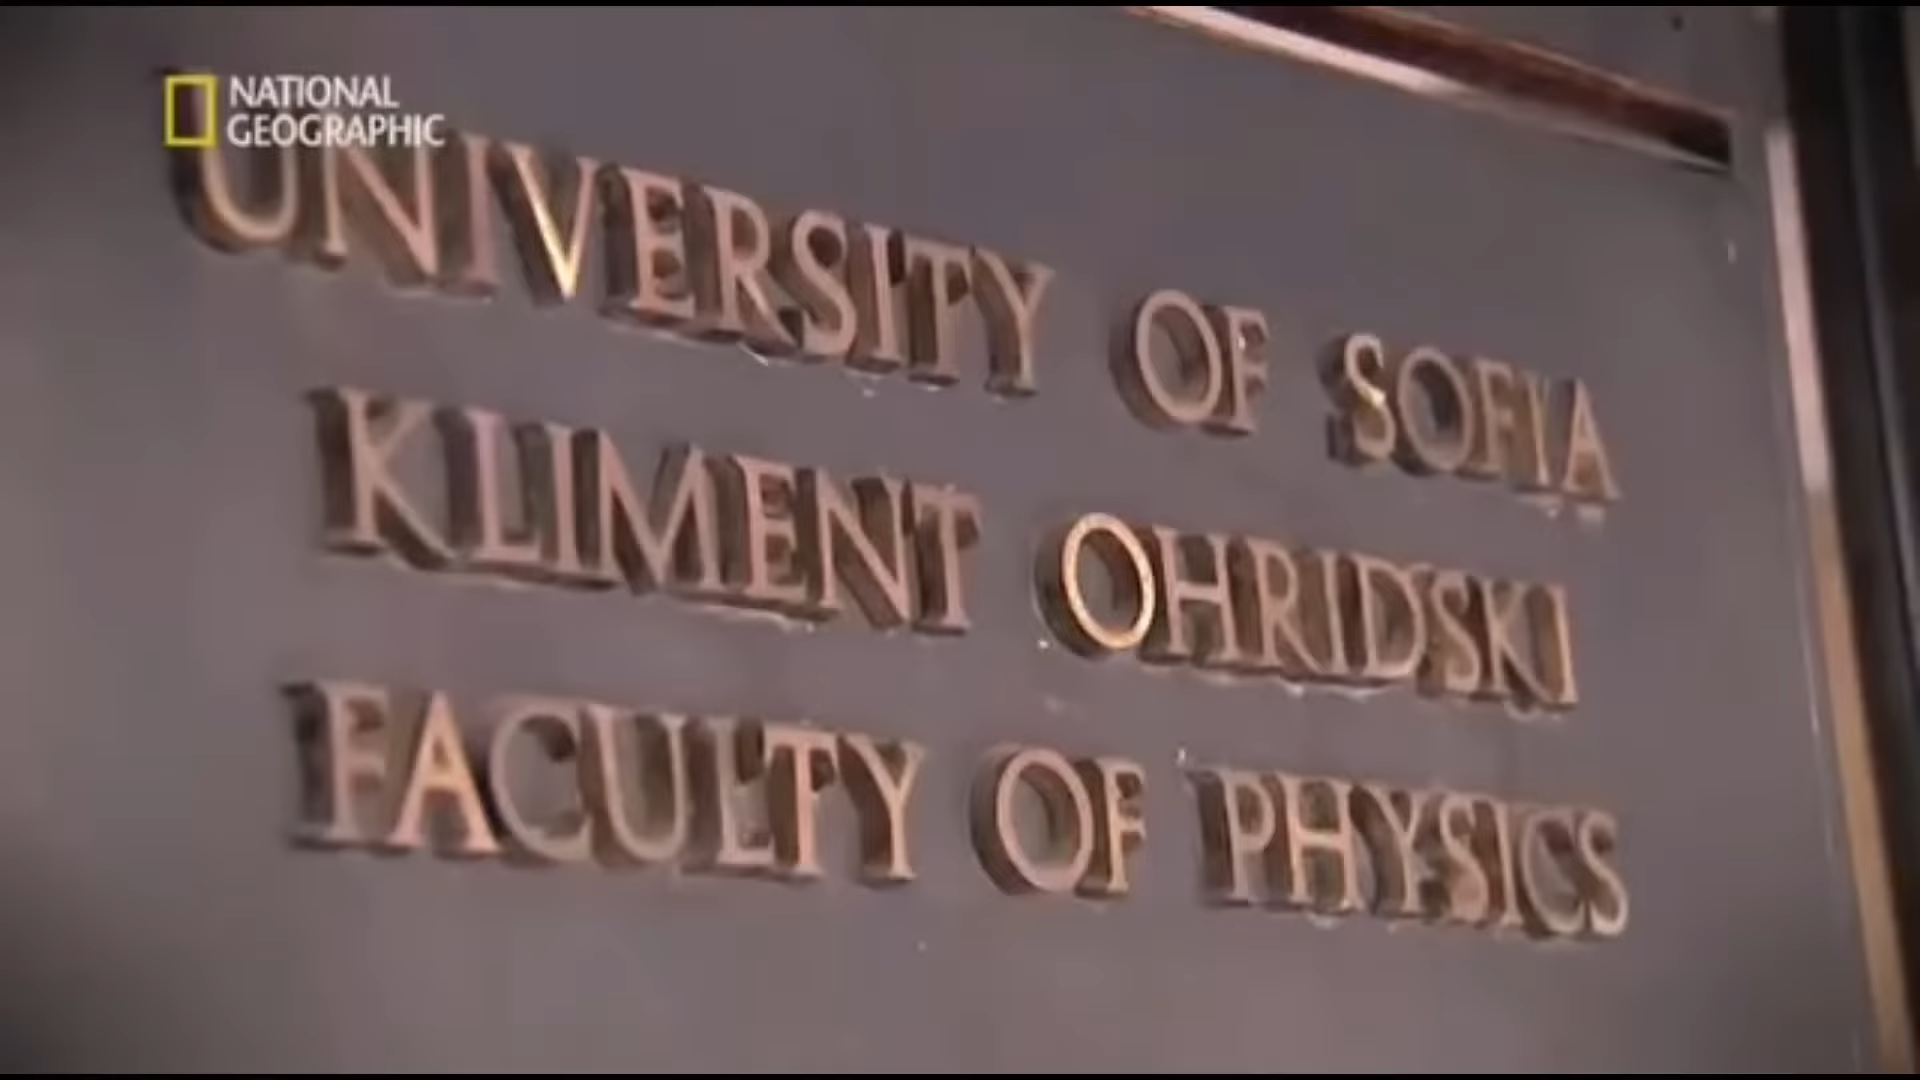 NATIONAL
GEOGRAPHIC
UNIVERSITY OF SOFIA
KLIMENT OHRIDSKI
FACULTY OF PHYSICS